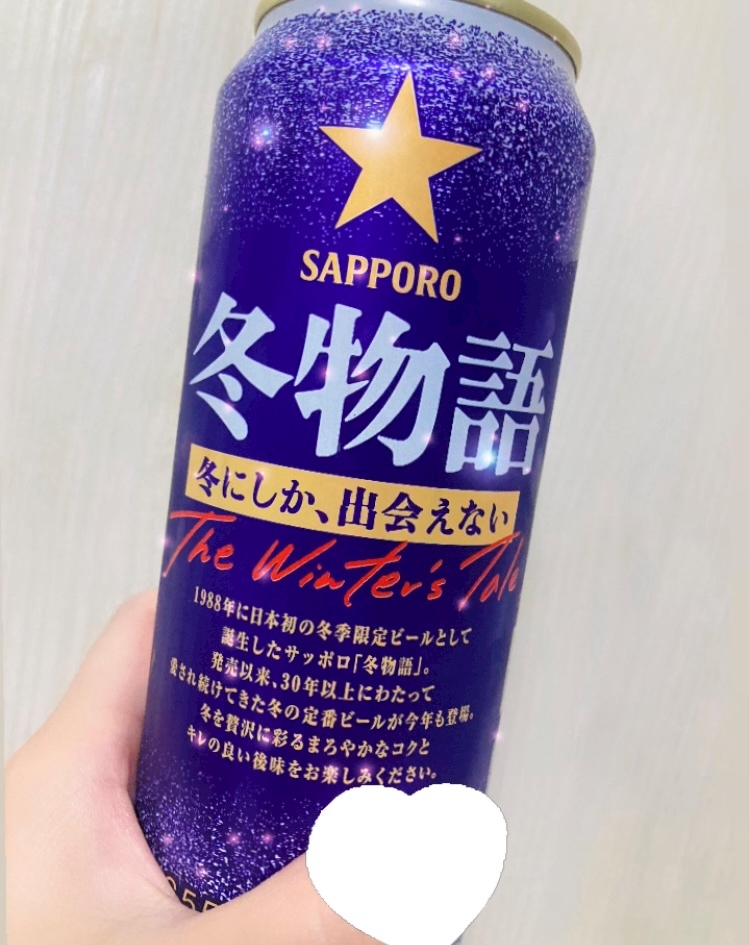 SAPPORO
冬物語
冬にしか、出会えない
The Winter's Tale
1988年に日本初の冬季限定ビールとして
誕生したサッポロ「冬物語」。
発売以来、30年以上にわたって
愛され続けてきた冬の定番ビールが今年も登場。
冬を贅沢に彩るまろやかなコクと
キレの良い後味をお楽しみください。